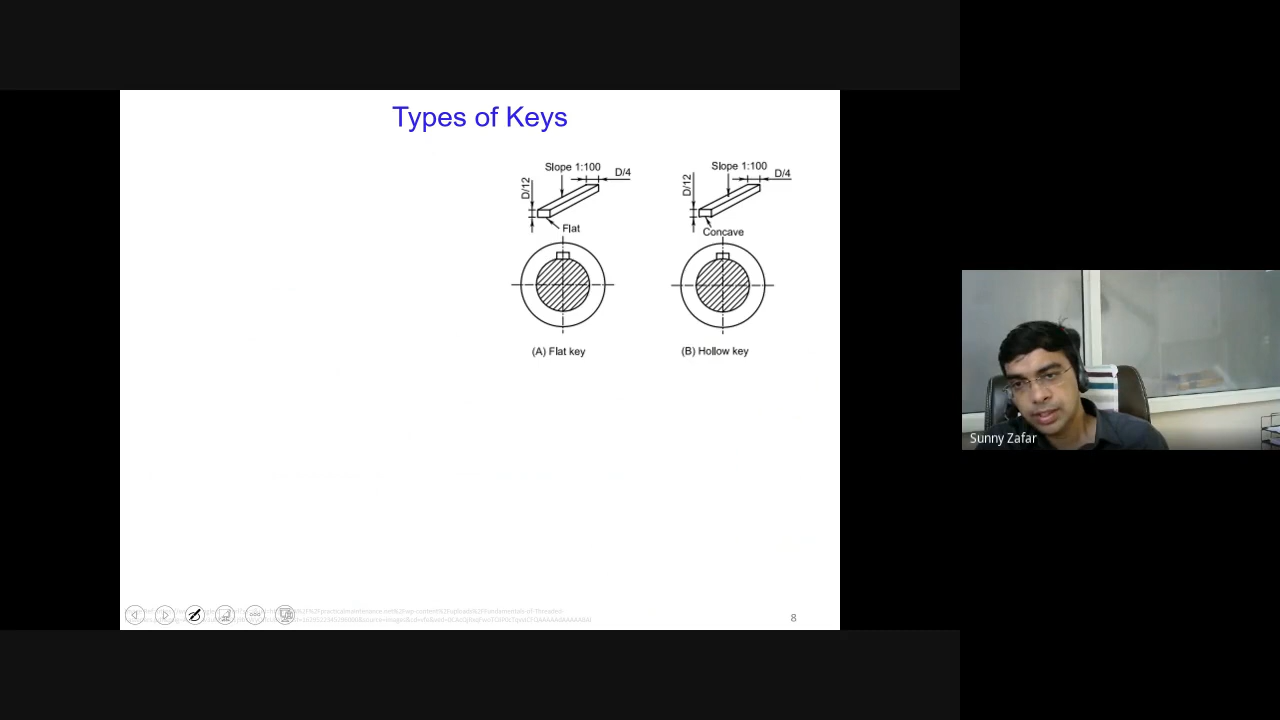 Types of Keys
Slope 1:100
D/4
D/12
Flat
(A) Flat key
Slope 1:100
D/4
D/12
Concave
(B) Hollow key
Sunny Zafar
8